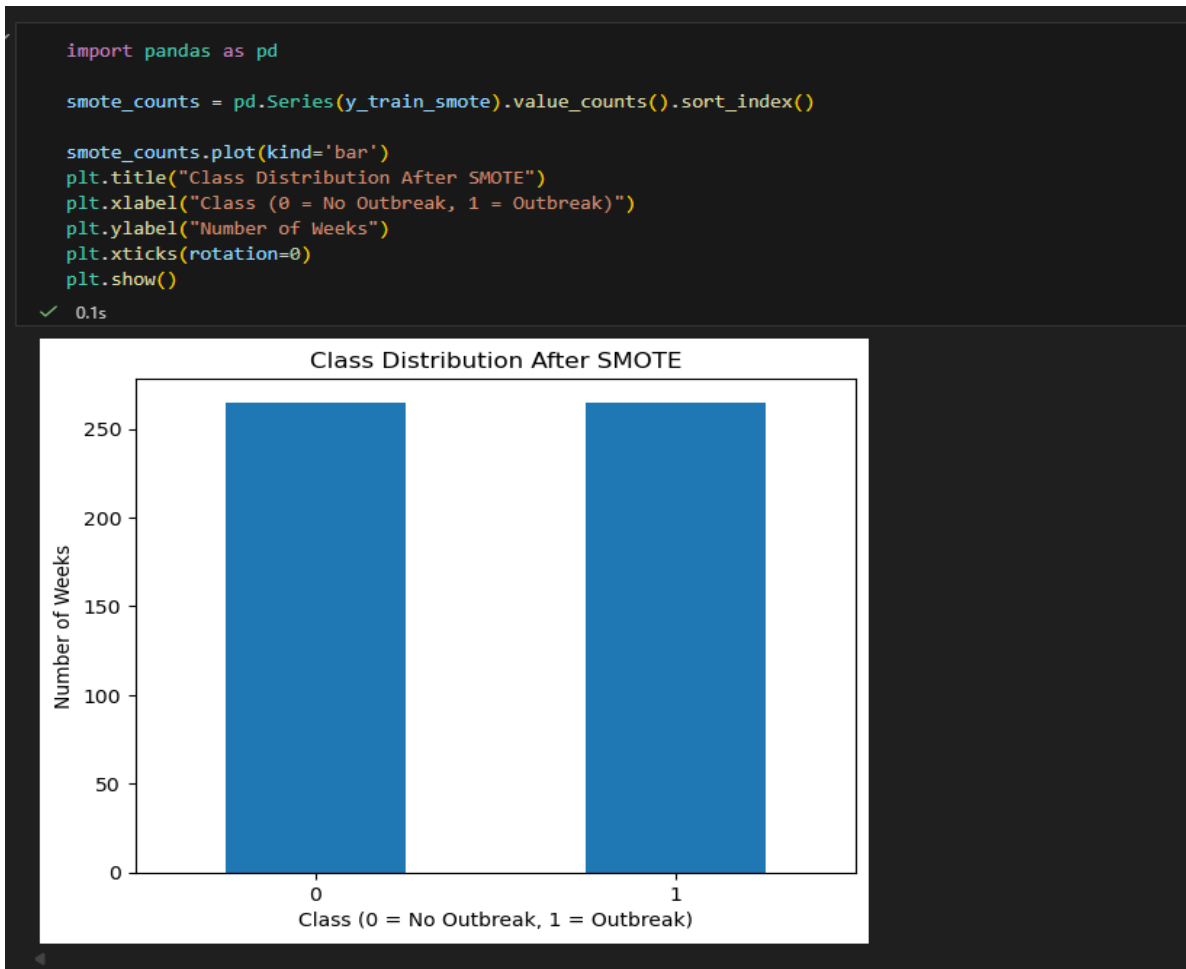 import pandas as pd
smote_counts = pd.Series(y_train_smote).value_counts().sort_index()
smote_counts.plot(kind='bar')
plt.title("Class Distribution After SMOTE")
plt.xlabel("Class (0 = No Outbreak, 1 = Outbreak)")
plt.ylabel("Number of Weeks")
plt.xticks(rotation=0)
plt.show()
0.1s
Class Distribution After SMOTE
250
200
150
100
50
0
Number of Weeks
0 1
Class (0 = No Outbreak, 1 = Outbreak)